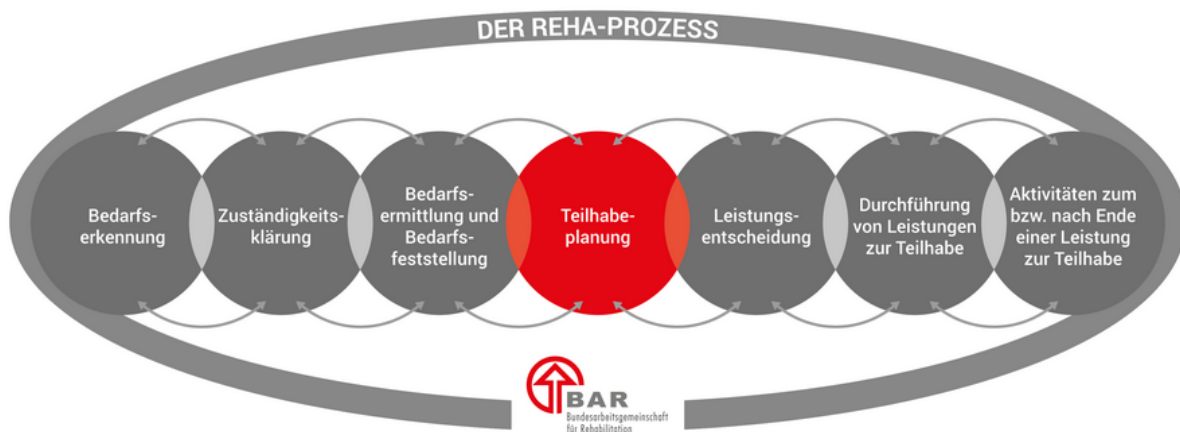 DER REHA-PROZESS
Bedarfs-
erkennung
Zuständigkeits-
klärung
Bedarfs-
ermittlung und
Bedarfs-
feststellung
Teilhabe-
planung
Leistungs-
entscheidung
Durchführung
von Leistungen
zur Teilhabe
Aktivitäten zum
bzw. nach Ende
einer Leistung
zur Teilhabe
BAR
Bundesarbeitsgemeinschaft
für Rehabilitation